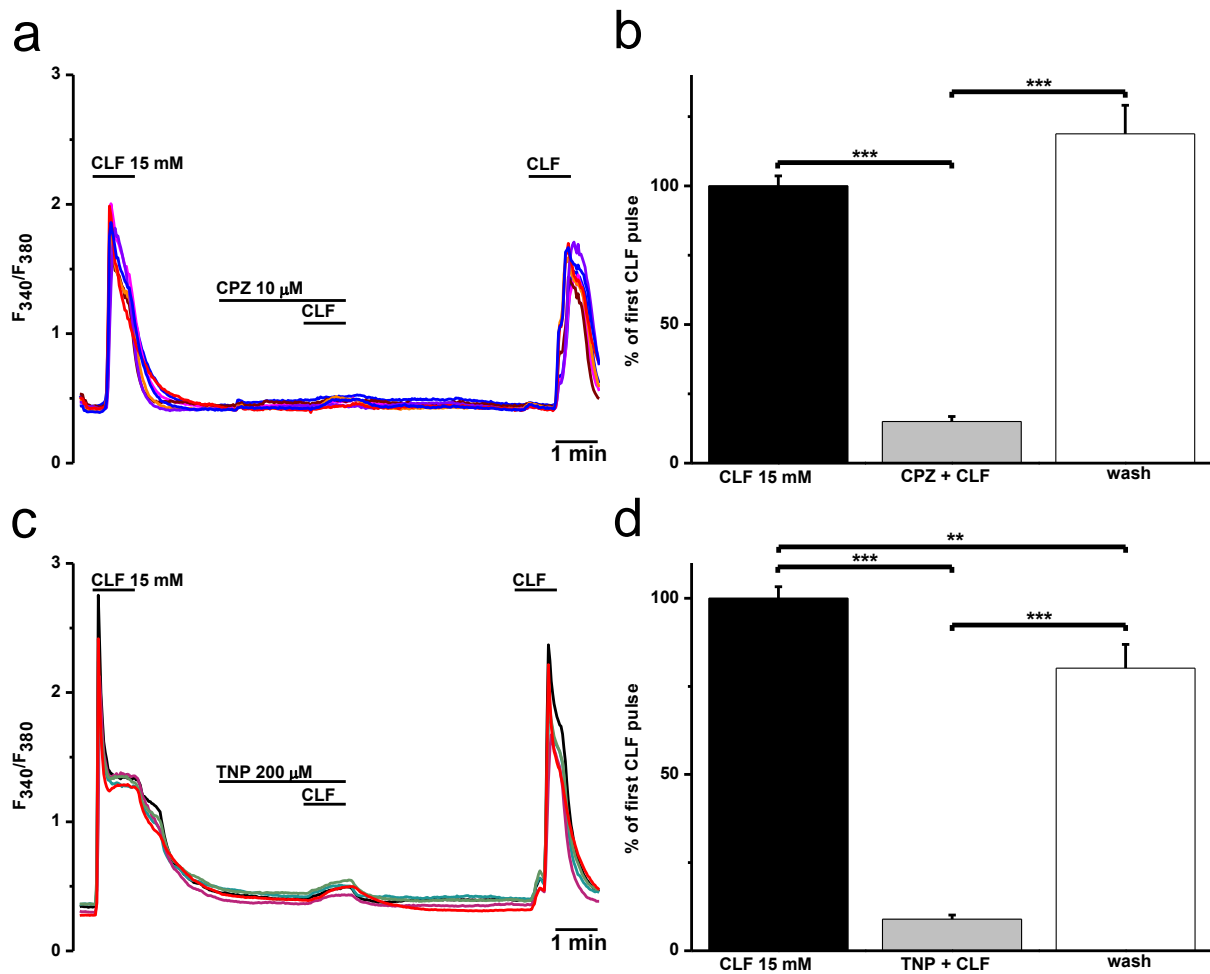 a
3
2
1
0
F340/F380
CLF 15 mM
CPZ 10 μM
CLF
CLF
1 min
b
***
***
100
50
0
% of first CLF pulse
CLF 15 mM
CPZ + CLF
wash
c
3
2
1
0
F340/F380
CLF 15 mM
TNP 200 μM
CLF
CLF
1 min
d
**
***
***
100
50
0
% of first CLF pulse
CLF 15 mM
TNP + CLF
wash